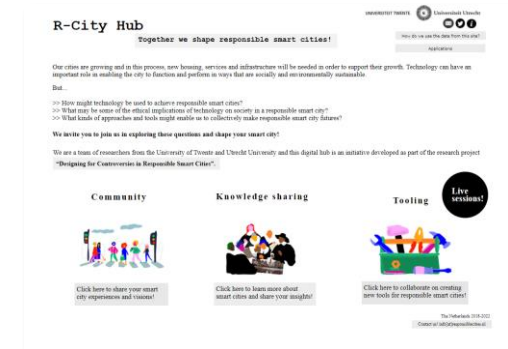 R-City Hub
UNIVERSITEIT TWENTE. Universiteit Utrecht
Together we shape responsible smart cities!
How do we use the data from this site?
Applications
Our cities are growing and in this process, new housing, services and infrastructure will be needed in order to support their growth. Technology can have an
important role in enabling the city to function and perform in ways that are socially and environmentally sustainable.
But...
>> How might technology be used to achieve responsible smart cities?
>> What may be some of the ethical implications of technology on society in a responsible smart city?
>> What kinds of approaches and tools might enable us to collectively make responsible smart city futures?
We invite you to join us in exploring these questions and shape your smart city!
We are a team of researchers from the University of Twente and Utrecht University and this digital hub is an initiative developed as part of the research project
"Designing for Controversies in Responsible Smart Cities".
Community
Knowledge sharing
Tooling
Live
sessions!
Click here to share your smart
city experiences and visions!
Click here to learn more about
smart cities and share your insights!
Click here to collaborate on creating
new tools for responsible smart cities!
The Netherlands
Contact us!